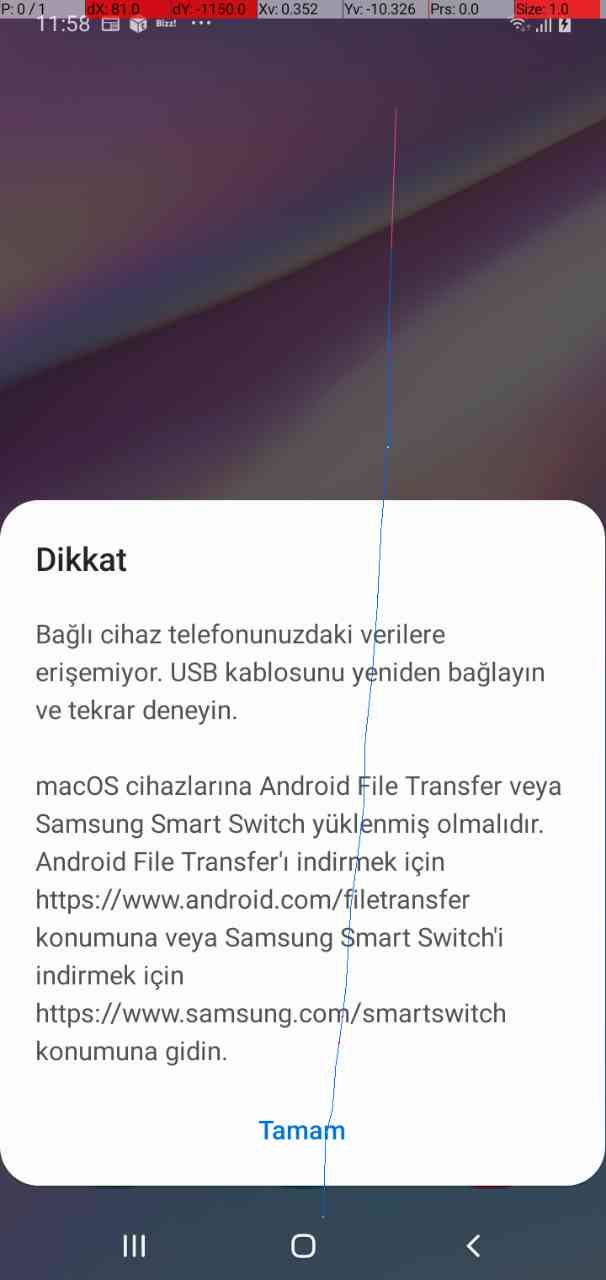 P: 0 / 1 dX: 81.0 dY: -1150.0 Xv: 0.352 Yv: -10.326 Prs: 0.0 Size: 1.0
11:58 Bizz!
Dikkat
Bağlı cihaz telefonunuzdaki verilere
erişemiyor. USB kablosunu yeniden bağlayın
ve tekrar deneyin.
macOS cihazlarına Android File Transfer veya
Samsung Smart Switch yüklenmiş olmalıdır.
Android File Transfer'ı indirmek için
https://www.android.com/filetransfer
konumuna veya Samsung Smart Switch'i
indirmek için
https://www.samsung.com/smartswitch
konumuna gidin.
Tamam